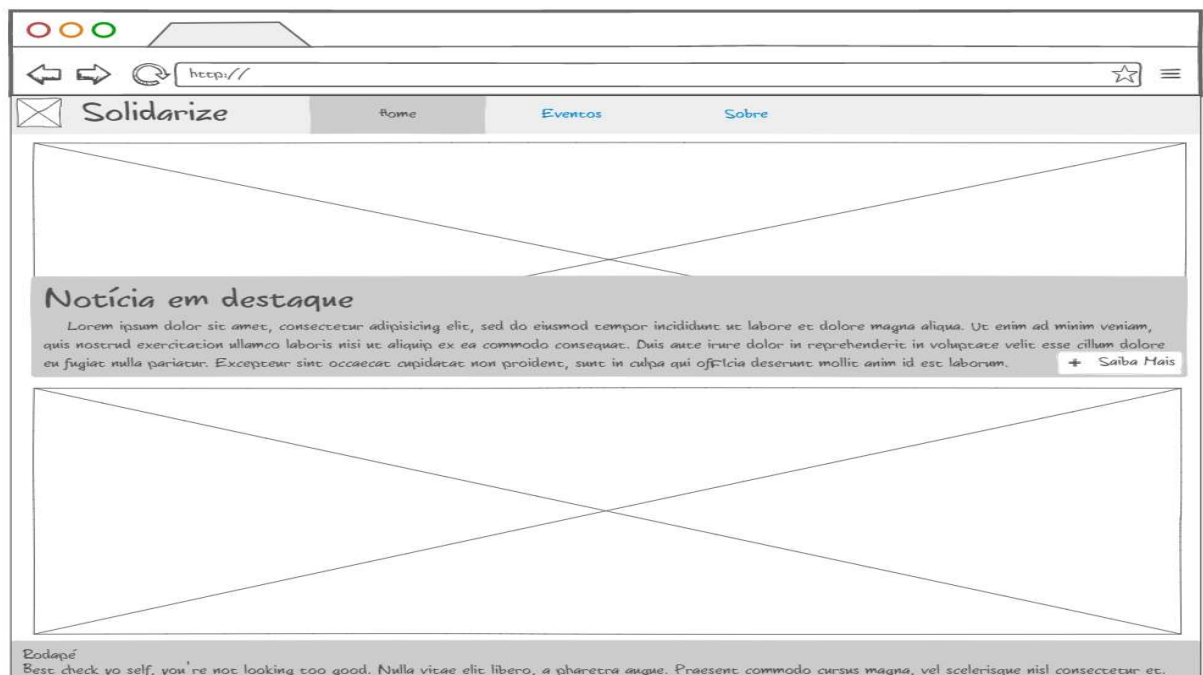 http://
Solidarize
Home
Eventos
Sobre
Notícia em destaque
Lorem ipsum dolor sit amet, consectetur adipisicing elit, sed do eiusmod tempor incididunt ut labore et dolore magna aliqua. Ut enim ad minim veniam,
quis nostrud exercitation ullamco laboris nisi ut aliquip ex ea commodo consequat. Duis aute irure dolor in reprehenderit in voluptate velit esse cillum dolore
eu fugiat nulla pariatur. Excepteur sint occaecat cupidatat non proident, sunt in culpa qui officia deserunt mollit anim id est laborum.
+ Saiba Mais
Rodapé
Best check yo self, you're not looking too good. Nulla vitae elit libero, a pharetra augue. Praesent commodo cursus magna, vel scelerisque nisl consectetur et.